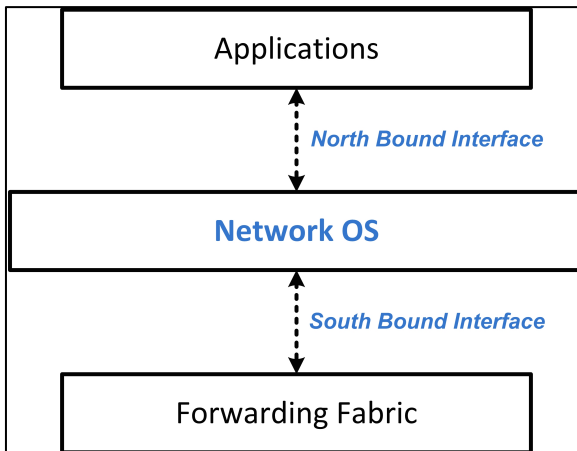 Applications
North Bound Interface
Network OS
South Bound Interface
Forwarding Fabric